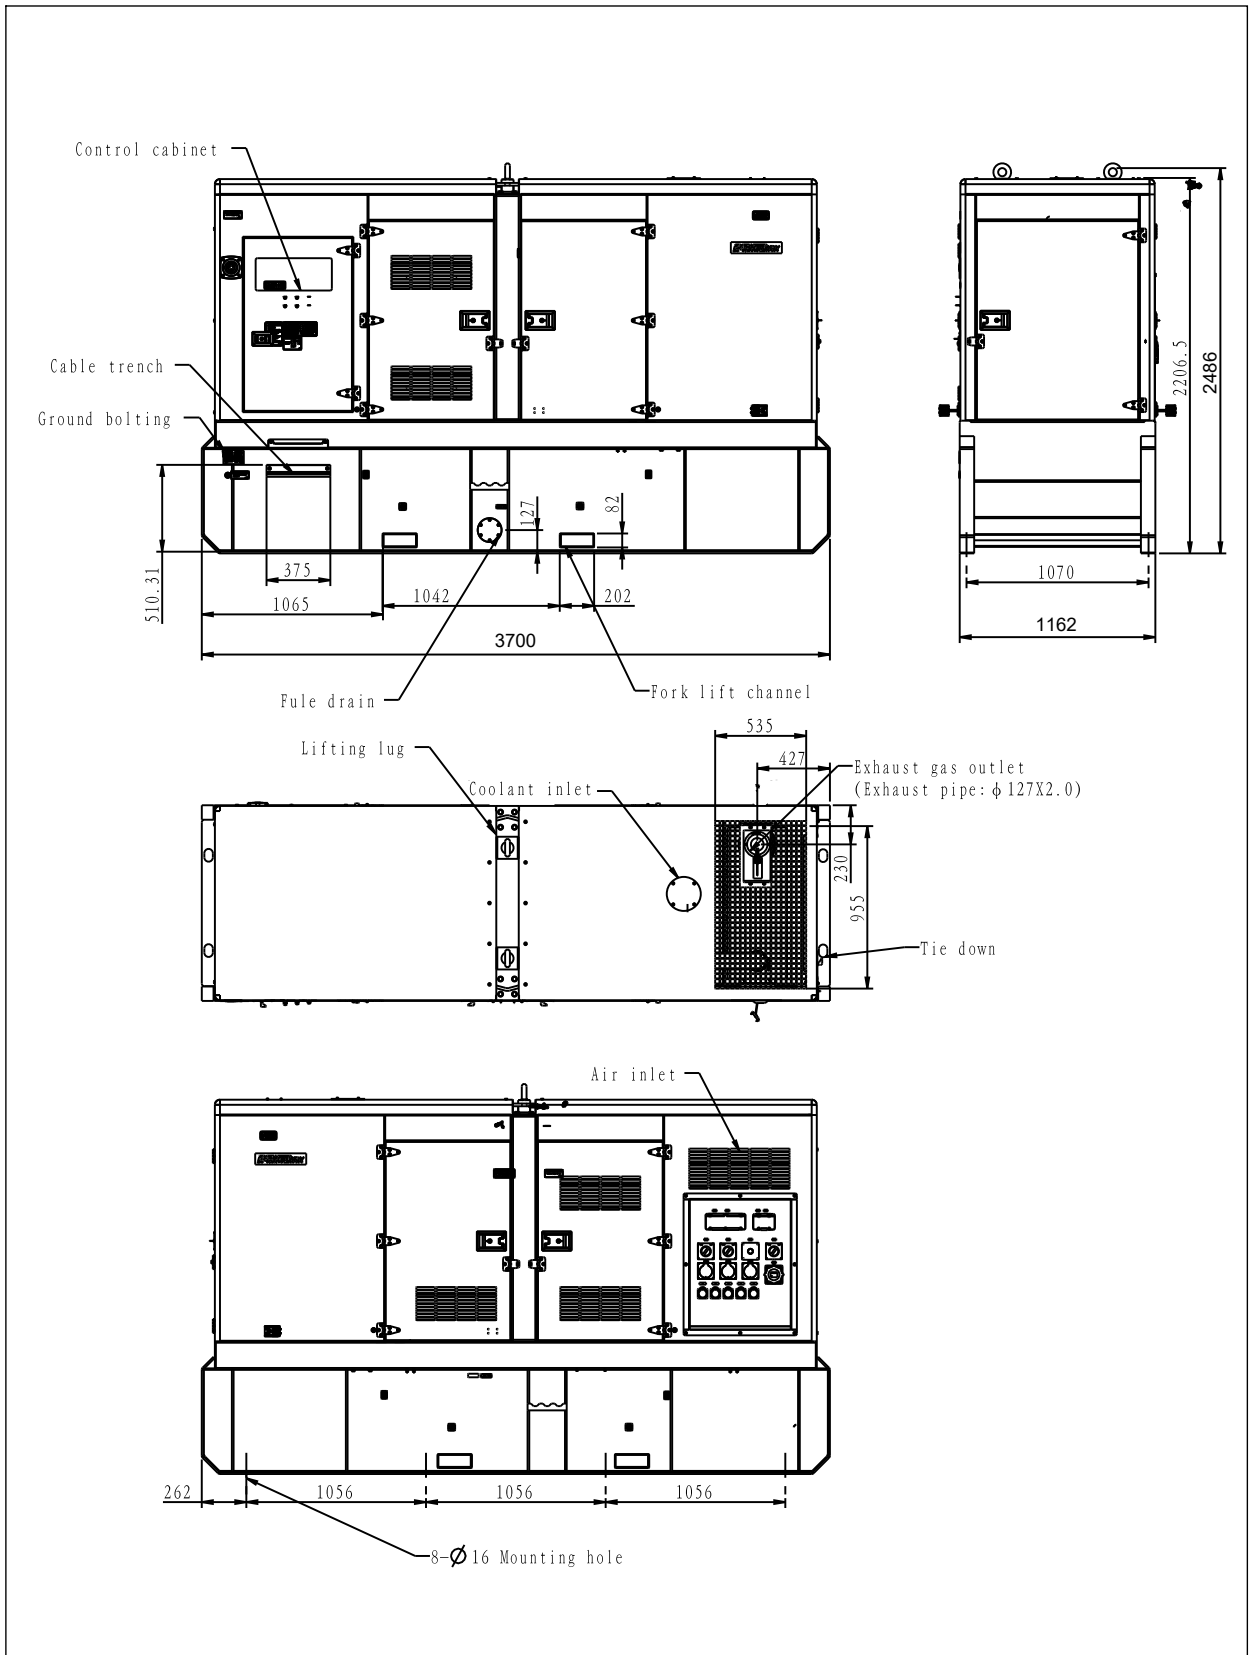 Control cabinet
Cable trench
Ground bolting
510.31
375
1065
1042
202
127
82
3700
Fule drain
Fork lift channel
2206.5
2486
1070
1162
Lifting lug
Coolant inlet
535
427
Exhaust gas outlet
(Exhaust pipe:ϕ127X2.0)
230
955
Tie down
Air inlet
262
1056
1056
1056
8-Ø16 Mounting hole